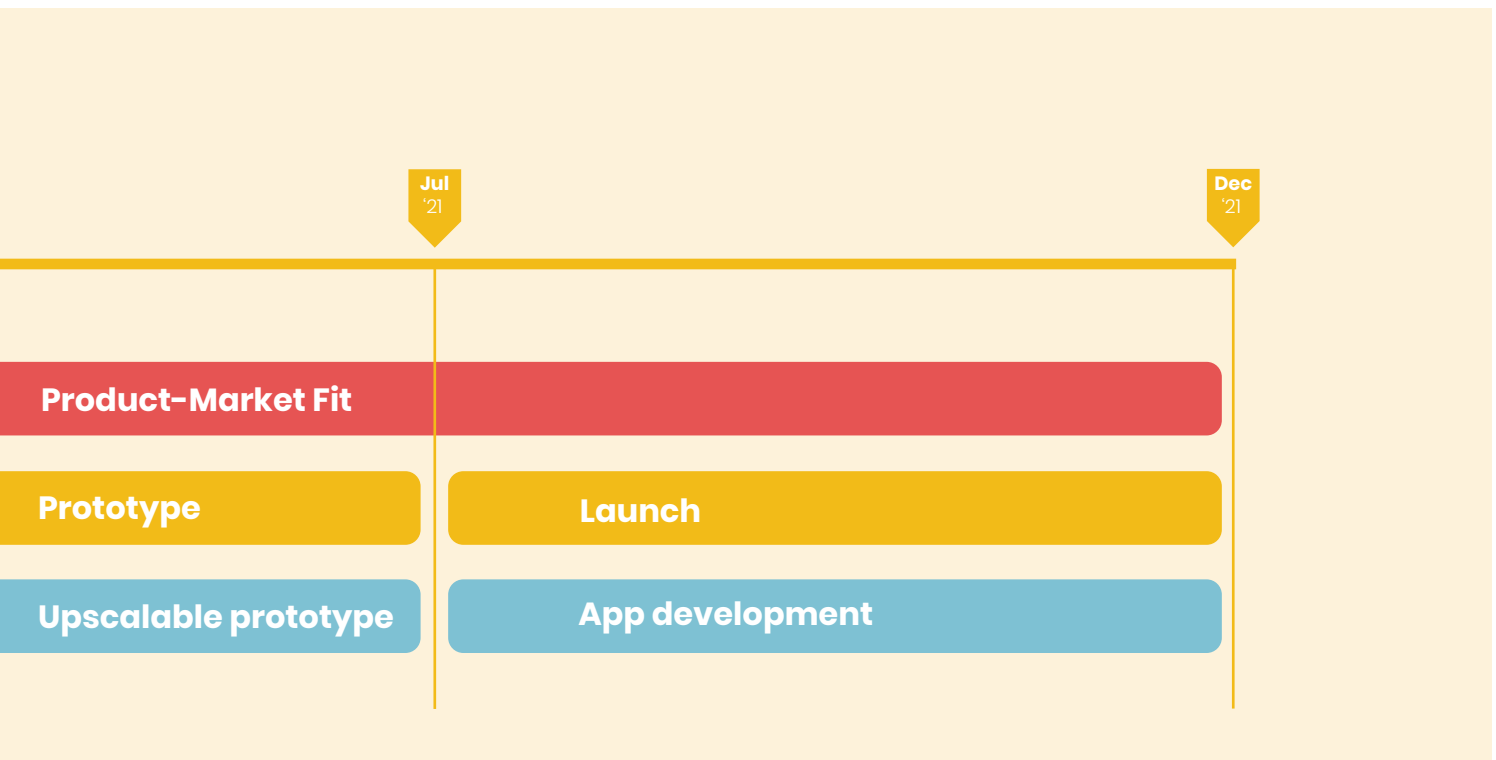 Jul
‘21
Dec
‘21
Product-Market Fit
Prototype
Launch
Upscalable prototype
App development